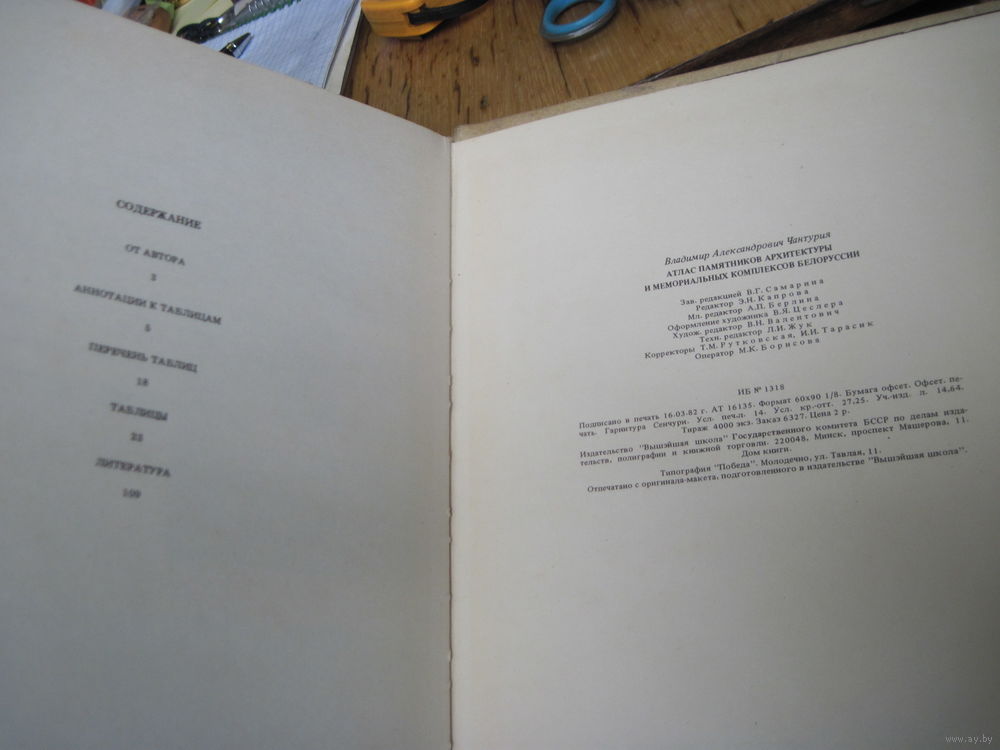 СОДЕРЖАНИЕ
ОТ АВТОРА
3
АННОТАЦИИ К ТАБЛИЦАМ
5
ПЕРЕЧЕНЬ ТАБЛИЦ
18
ТАБЛИЦЫ
23
ЛИТЕРАТУРА
109
Владимир Александрович Чантурия
АТЛАС ПАМЯТНИКОВ АРХИТЕКТУРЫ
И МЕМОРИАЛЬНЫХ КОМПЛЕКСОВ БЕЛОРУССИИ
Зав. редакцией В.Г. Самарина
Редактор Э.Н. Капрова
Мл. редактор А.П. Берлина
Оформление художника В.Я. Цеслера
Худож. редактор В.Н. Валентович
Техн. редактор Л.И. Жук
Корректоры Т.М. Рутковская, И.И. Тарасик
Оператор М.К. Борисова
ИБ № 1318
Подписано в печать 16.03.82 г. АТ 16135. Формат 60х90 1/8. Бумага офсет. Офсет. пе-
чать. Гарнитура Сенчури. Усл. печ.л. 14. Усл. кр.-отт. 27,25. Уч-изд. л. 14,64.
Тираж 4000 экз. Заказ 6327. Цена 2 р.
Издательство "Вышэйшая школа" Государственного комитета БССР по делам изда-
тельств, полиграфии и книжной торговли. 220048, Минск, проспект Машерова, 11.
Дом книги.
Типография "Победа". Молодечно, ул. Тавлая, 11.
Отпечатано с оригинала-макета, подготовленного в издательстве "Вышэйшая школа".
www.ay.by